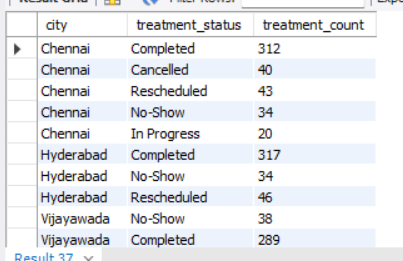 Result Grid
Filter Rows:
Expo
city treatment_status treatment_count
Chennai Completed 312
Chennai Cancelled 40
Chennai Rescheduled 43
Chennai No-Show 34
Chennai In Progress 20
Hyderabad Completed 317
Hyderabad No-Show 34
Hyderabad Rescheduled 46
Vijayawada No-Show 38
Vijayawada Completed 289
Result 37